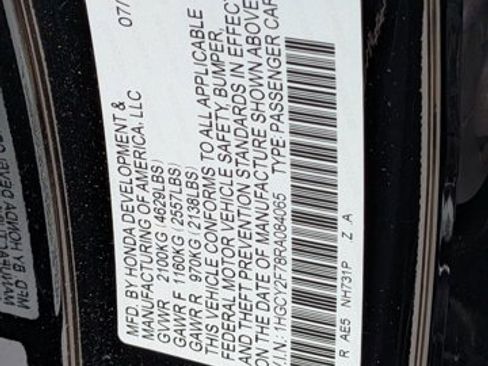 MFD. BY HONDA DEVELOPMENT & 07/
MANUFACTURING OF AMERICA. LLC
GVWR 2100KG (4629LBS)
GAWR F 1160KG (2557LBS)
GAWR R 970KG (2138LBS)
THIS VEHICLE CONFORMS TO ALL APPLICABLE
FEDERAL MOTOR VEHICLE SAFETY, BUMPER,
AND THEFT PREVENTION STANDARDS IN EFFECT
ON THE DATE OF MANUFACTURE SHOWN ABOVE
V.I.N.: 1HGCY2F78RA084065 TYPE: PASSENGER CAR
R AE5 NH731P Z A